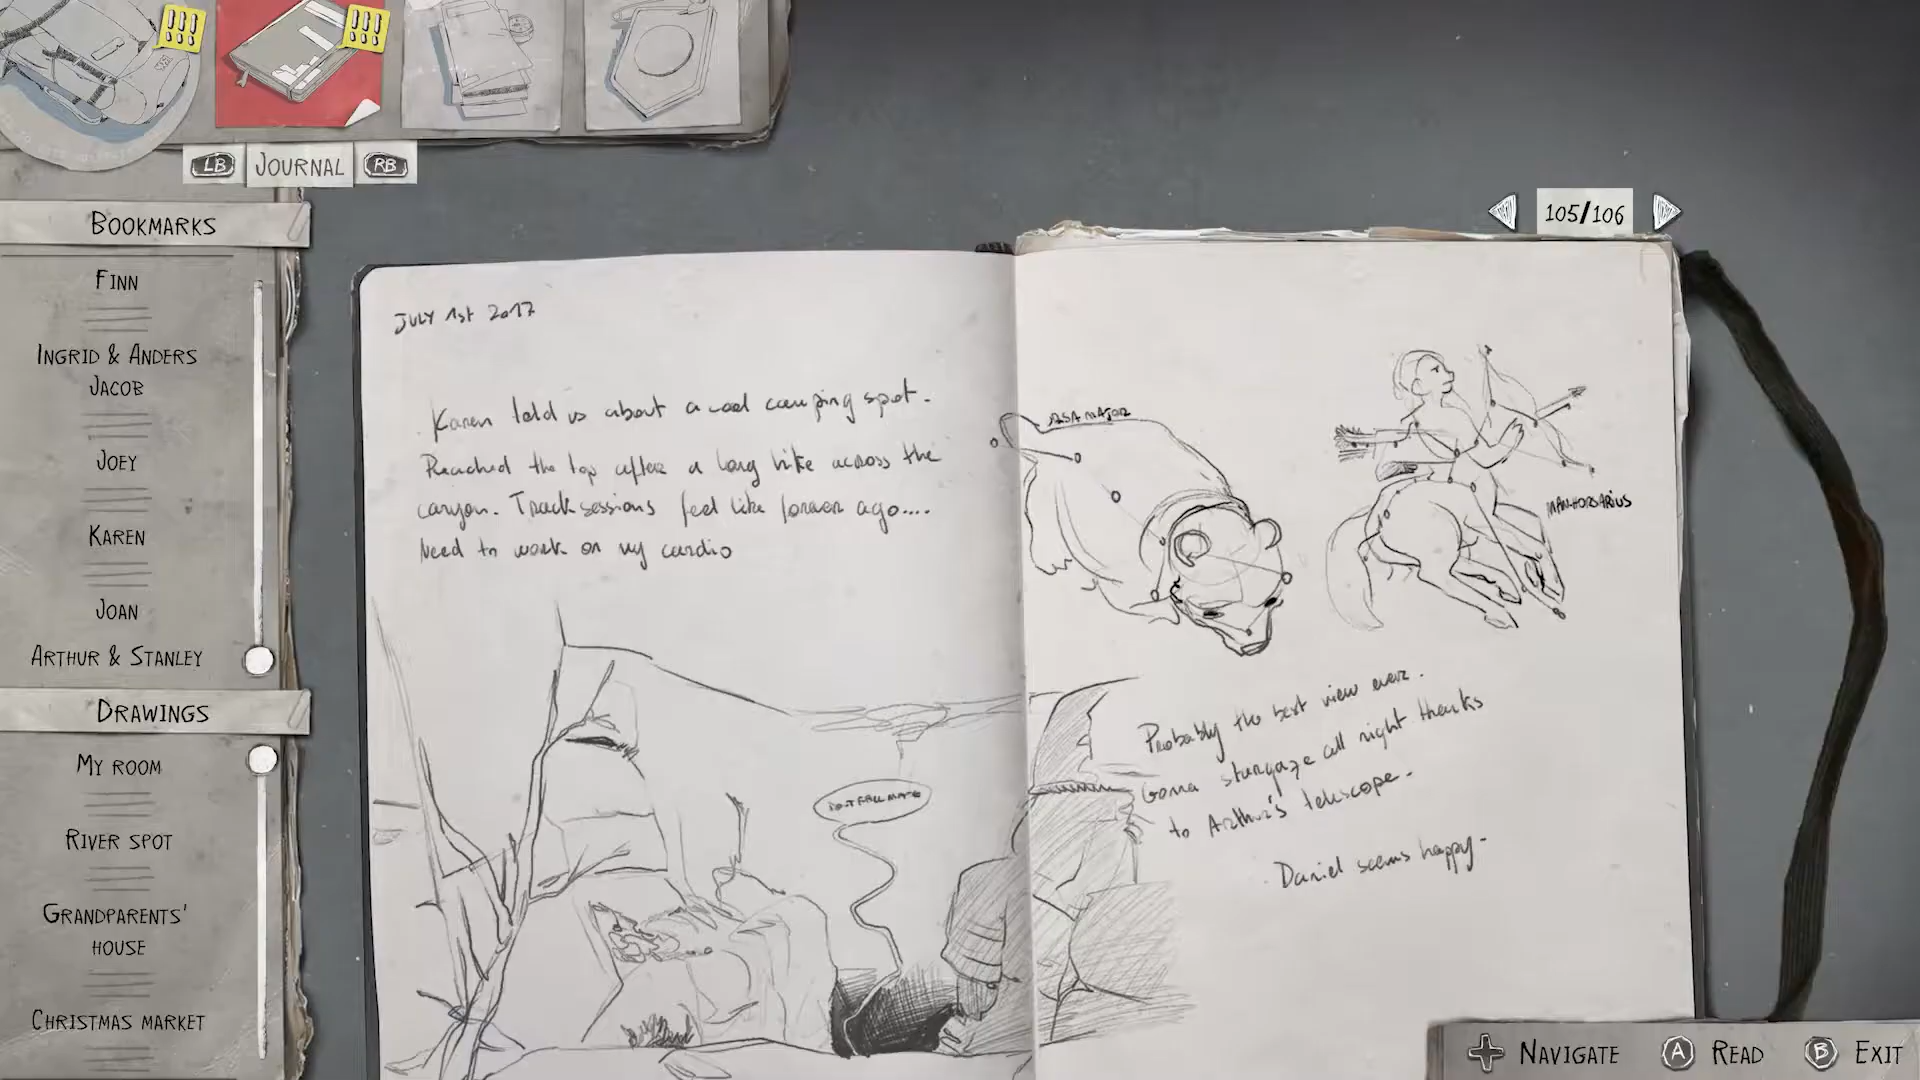 LB JOURNAL RB
105/106
BOOKMARKS
FINN
INGRID & ANDERS
JACOB
JOEY
KAREN
JOAN
ARTHUR & STANLEY
DRAWINGS
MY ROOM
RIVER SPOT
GRANDPARENTS'
HOUSE
CHRISTMAS MARKET
JULY 1st 2017
Karen told us about a cool camping spot.
Reached the top after a long hike across the
canyon. Track sessions feel like forever ago....
Need to work on my cardio
URSA MAJOR
MAN-HORSARIUS
Probably the best view ever.
Gonna stargaze all night thanks
to Arthur's telescope.
Daniel seems happy.
NAVIGATE A READ B EXIT